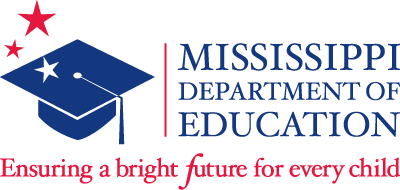 MISSISSIPPI
DEPARTMENT OF
EDUCATION
Ensuring a bright future for every child